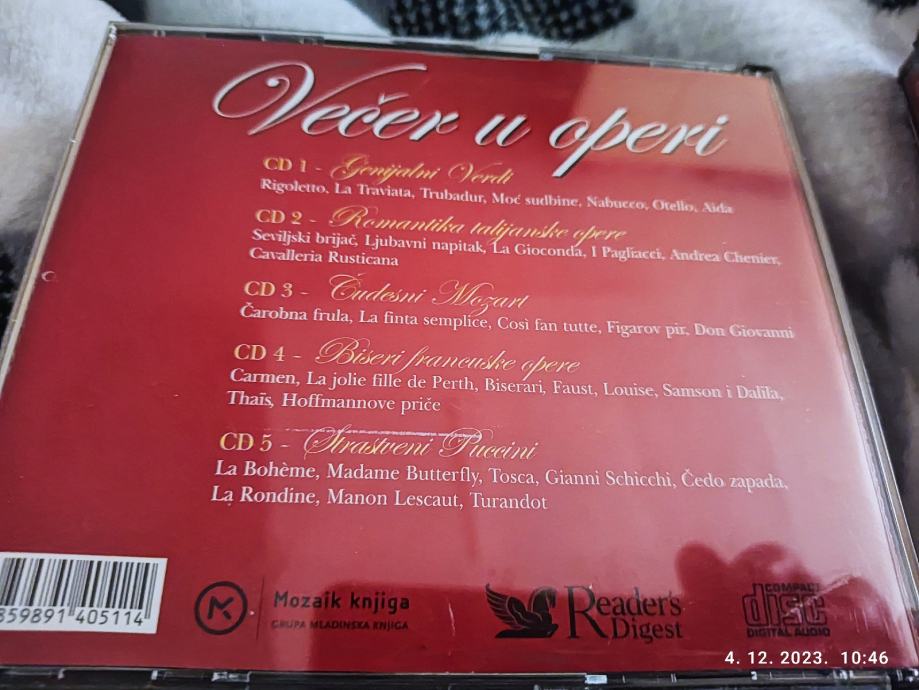 Večer u operi
CD 1 - Genijalni Verdi
Rigoletto, La Traviata, Trubadur, Moć sudbine, Nabucco, Otello, Aida
CD 2 - Romantika talijanske opere
Seviljski brijač, Ljubavni napitak, La Gioconda, I Pagliacci, Andrea Chenier,
Cavalleria Rusticana
CD 3 - Čudesni Mozart
Čarobna frula, La finta semplice, Così fan tutte, Figarov pir, Don Giovanni
CD 4 - Biseri francuske opere
Carmen, La jolie fille de Perth, Biserari, Faust, Louise, Samson i Dalila,
Thaïs, Hoffmannove priče
CD 5 - Strastveni Puccini
La Bohème, Madame Butterfly, Tosca, Gianni Schicchi, Čedo zapada,
La Rondine, Manon Lescaut, Turandot
859891 405114
Mozaik knjiga
GRUPA MLADINSKA KNJIGA
Reader's
Digest
COMPACT
disc
DIGITAL AUDIO
4. 12. 2023. 10:46